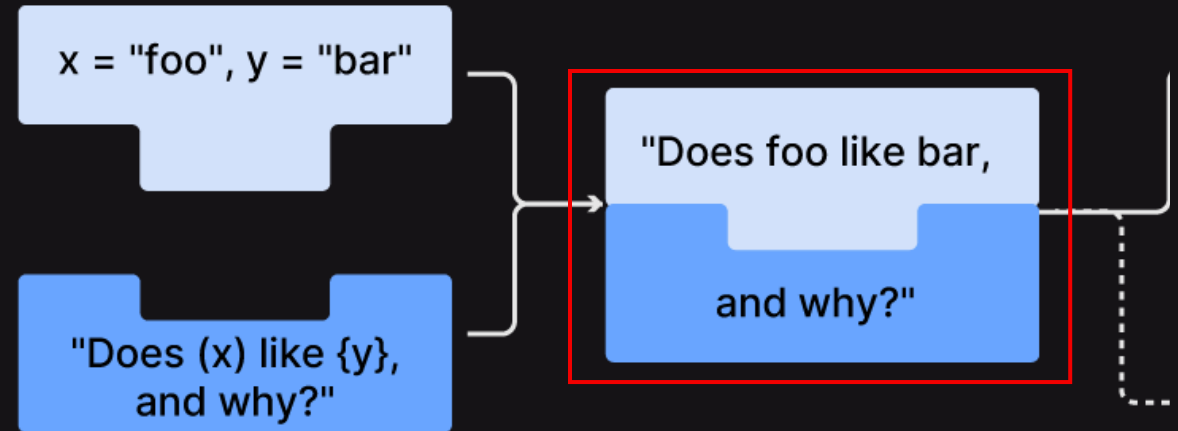 x = "foo", y = "bar"
"Does (x) like {y},
and why?"
"Does foo like bar,
and why?"